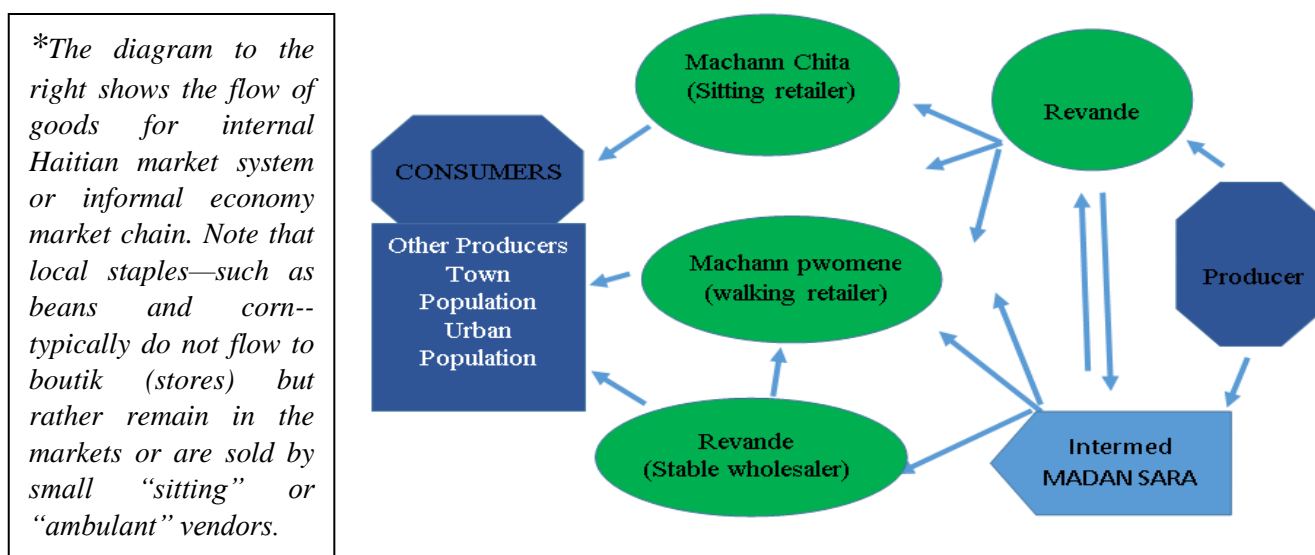 *The diagram to the
right shows the flow of
goods for internal
Haitian market system
or informal economy
market chain. Note that
local staples—such as
beans and corn--
typically do not flow to
boutik (stores) but
rather remain in the
markets or are sold by
small “sitting” or
“ambulant” vendors.
Machann Chita
(Sitting retailer)
Revande
CONSUMERS
Other Producers
Town
Population
Urban
Population
Machann pwomene
(walking retailer)
Producer
Revande
(Stable wholesaler)
Intermed
MADAN SARA